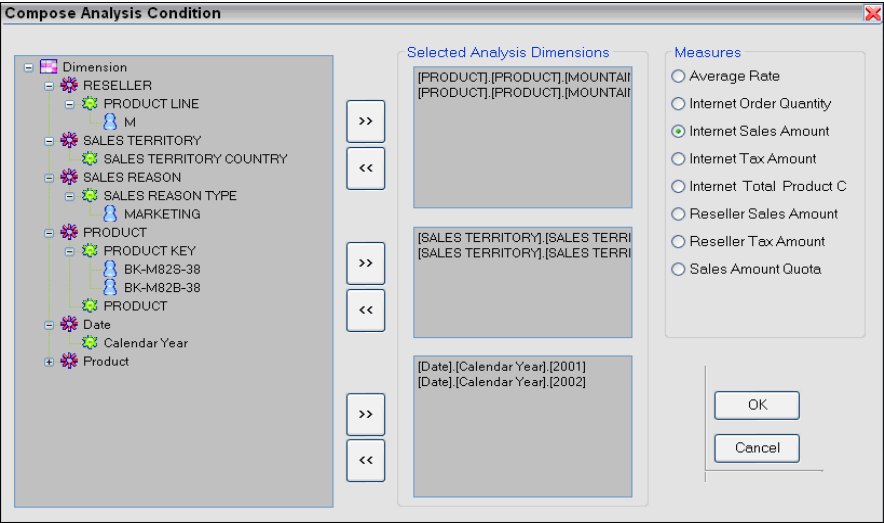 Compose Analysis Condition
Dimension
RESELLER
PRODUCT LINE
M
SALES TERRITORY
SALES TERRITORY COUNTRY
SALES REASON
SALES REASON TYPE
MARKETING
PRODUCT
PRODUCT KEY
BK-M82S-38
BK-M82B-38
PRODUCT
Date
Calendar Year
Product
>>
<<
>>
<<
>>
<<
Selected Analysis Dimensions
[PRODUCT].[PRODUCT].[MOUNTAIN
[PRODUCT].[PRODUCT].[MOUNTAIN
[SALES TERRITORY].[SALES TERRI
[SALES TERRITORY].[SALES TERRI
[Date].[Calendar Year].[2001]
[Date].[Calendar Year].[2002]
Measures
Average Rate
Internet Order Quantity
Internet Sales Amount
Internet Tax Amount
Internet Total Product C
Reseller Sales Amount
Reseller Tax Amount
Sales Amount Quota
OK
Cancel